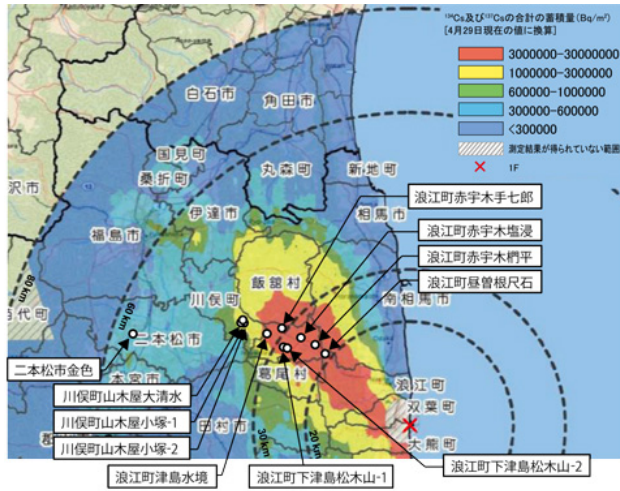 ¹³⁴Cs及び¹³⁷Csの合計の蓄積量(Bq/m²)
[4月29日現在の値に換算]
3000000-30000000
1000000-3000000
600000-1000000
300000-600000
<300000
測定結果が得られていない範囲
1F
白石市
角田市
国見町
桑折町
丸森町
新地町
伊達市
相馬市
福島市
飯舘村
川俣町
南相馬市
二本松市
本宮市
葛尾村
浪江町
双葉町
大熊町
田村市
80 km
60 km
30 km
20 km
浪江町赤宇木手七郎
浪江町赤宇木塩浸
浪江町赤宇木椚平
浪江町昼曽根尺石
二本松市金色
川俣町山木屋大清水
川俣町山木屋小塚-1
川俣町山木屋小塚-2
浪江町津島水境
浪江町下津島松木山-1
浪江町下津島松木山-2